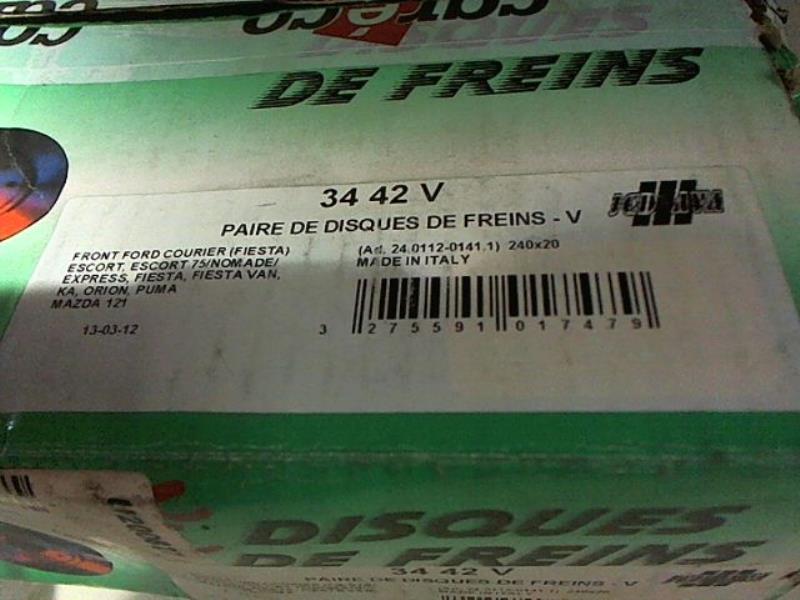 caréco
DISQUES
DE FREINS
34 42 V
PAIRE DE DISQUES DE FREINS - V
FRONT FORD COURIER (FIESTA)
ESCORT, ESCORT 75/NOMADE/
EXPRESS, FIESTA, FIESTA VAN,
KA, ORION, PUMA
MAZDA 121
13-03-12
(Ad. 24.0112-0141.1) 240x20
MADE IN ITALY
3 275591 017479
DISQUES
DE FREINS
34 42 V
PAIRE DE DISQUES DE FREINS - V